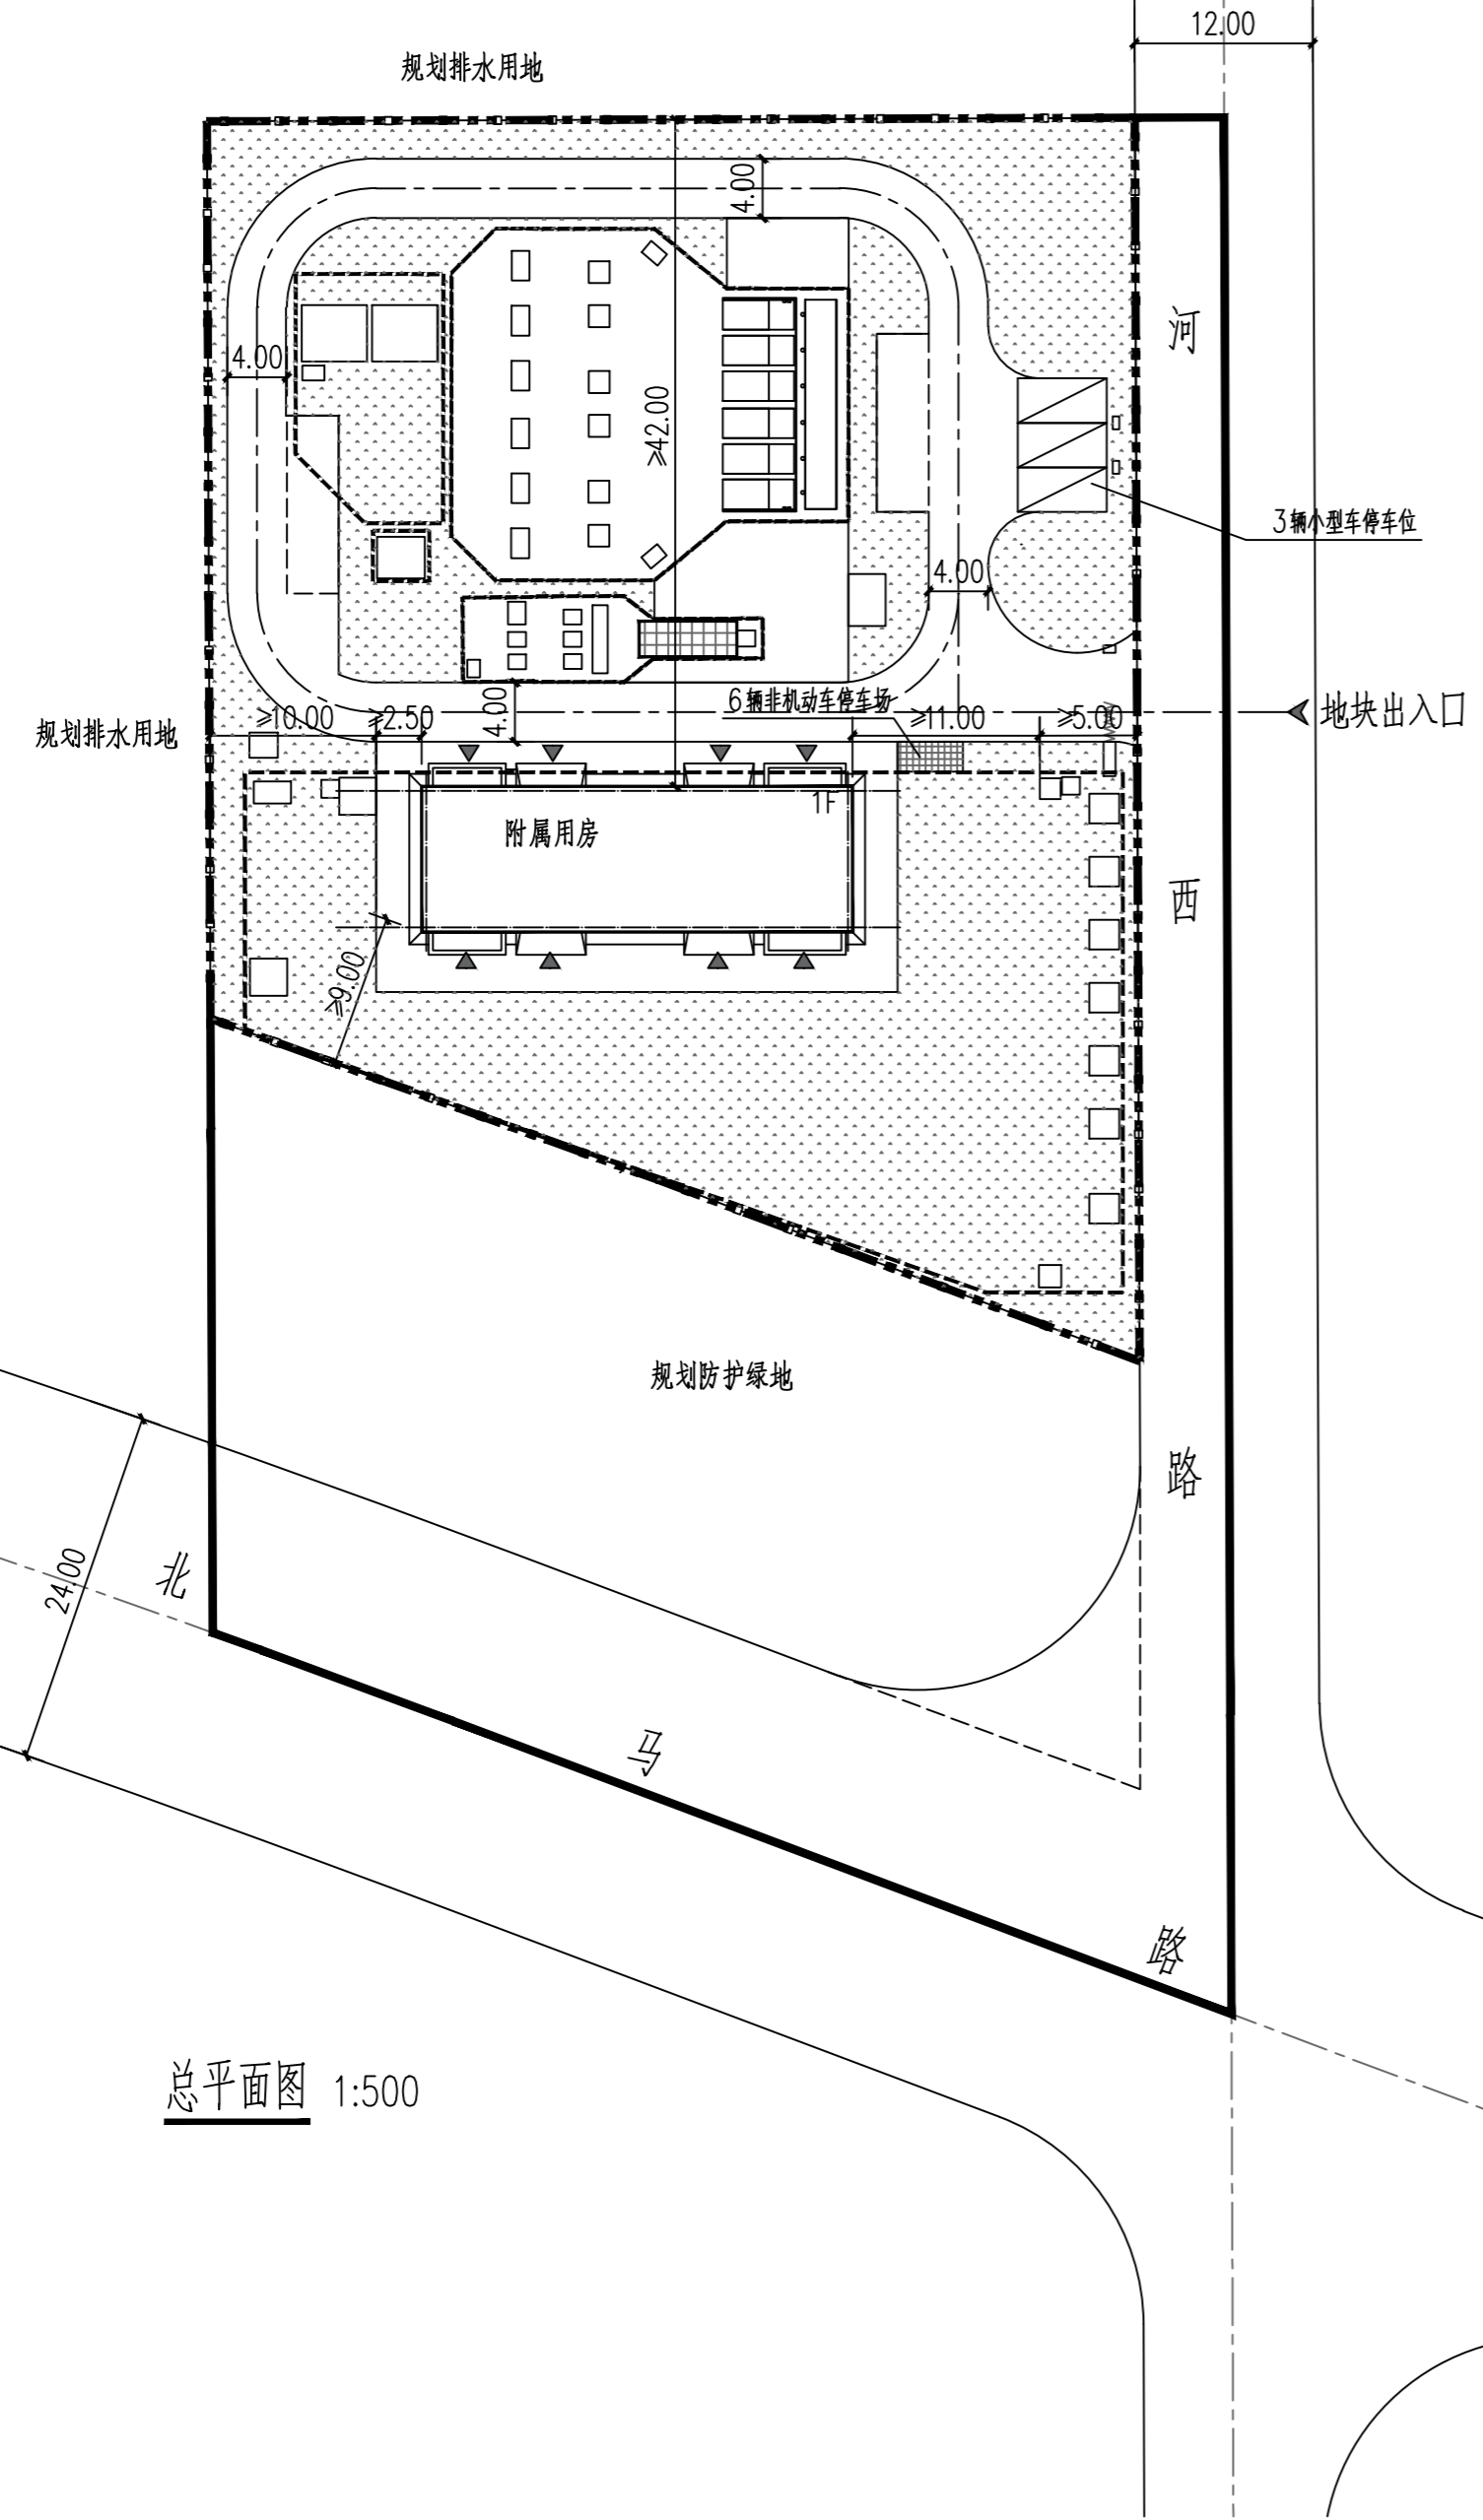 12.00
规划排水用地
4.00
河
4.00
≥42.00
3辆小型车停车位
4.00
6辆非机动车停车场
≥10.00
≥2.50
4.00
≥11.00
≥5.00
地块出入口
规划排水用地
1F
附属用房
西
≥9.00
规划防护绿地
路
24.00
北
马
路
总平面图 1:500